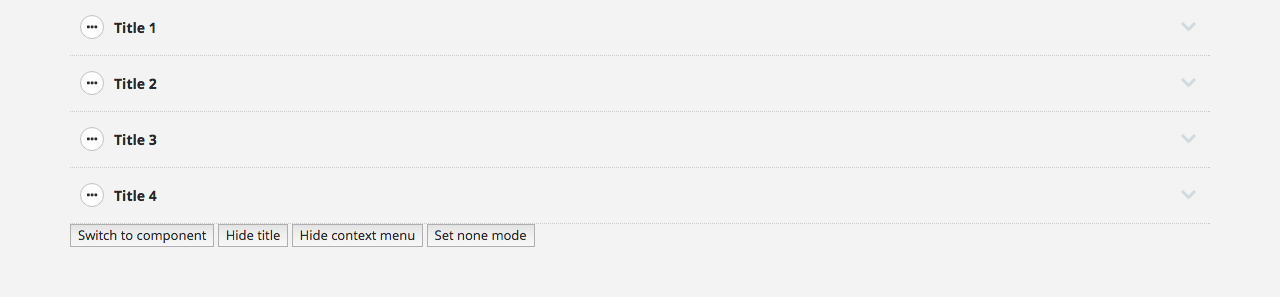 Title 1
Title 2
Title 3
Title 4
Switch to component Hide title Hide context menu Set none mode